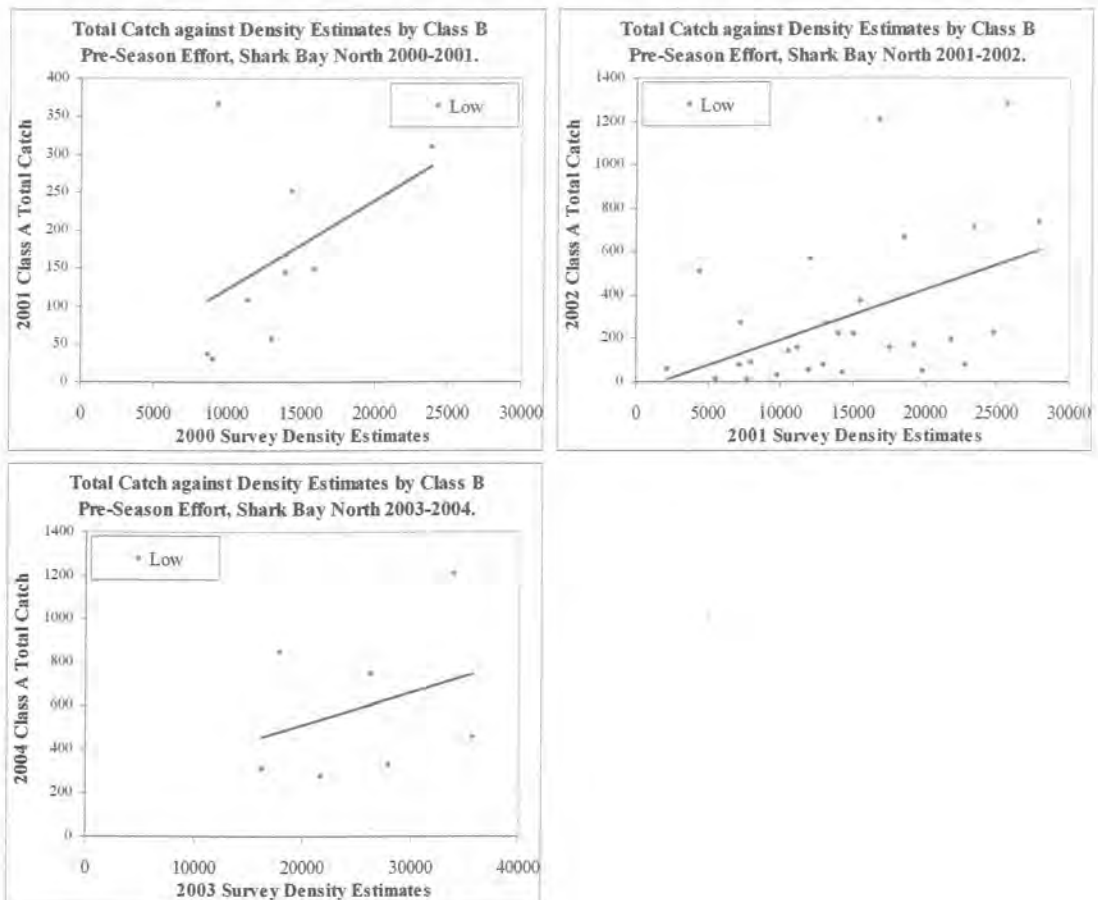 Total Catch against Density Estimates by Class B
Pre-Season Effort, Shark Bay North 2000-2001.
400
350
300
250
200
150
100
50
0
2001 Class A Total Catch
Low
0 5000 10000 15000 20000 25000 30000
2000 Survey Density Estimates
Total Catch against Density Estimates by Class B
Pre-Season Effort, Shark Bay North 2001-2002.
1400
1200
1000
800
600
400
200
0
2002 Class A Total Catch
Low
0 5000 10000 15000 20000 25000 30000
2001 Survey Density Estimates
Total Catch against Density Estimates by Class B
Pre-Season Effort, Shark Bay North 2003-2004.
1400
1200
1000
800
600
400
200
0
2004 Class A Total Catch
Low
0 10000 20000 30000 40000
2003 Survey Density Estimates